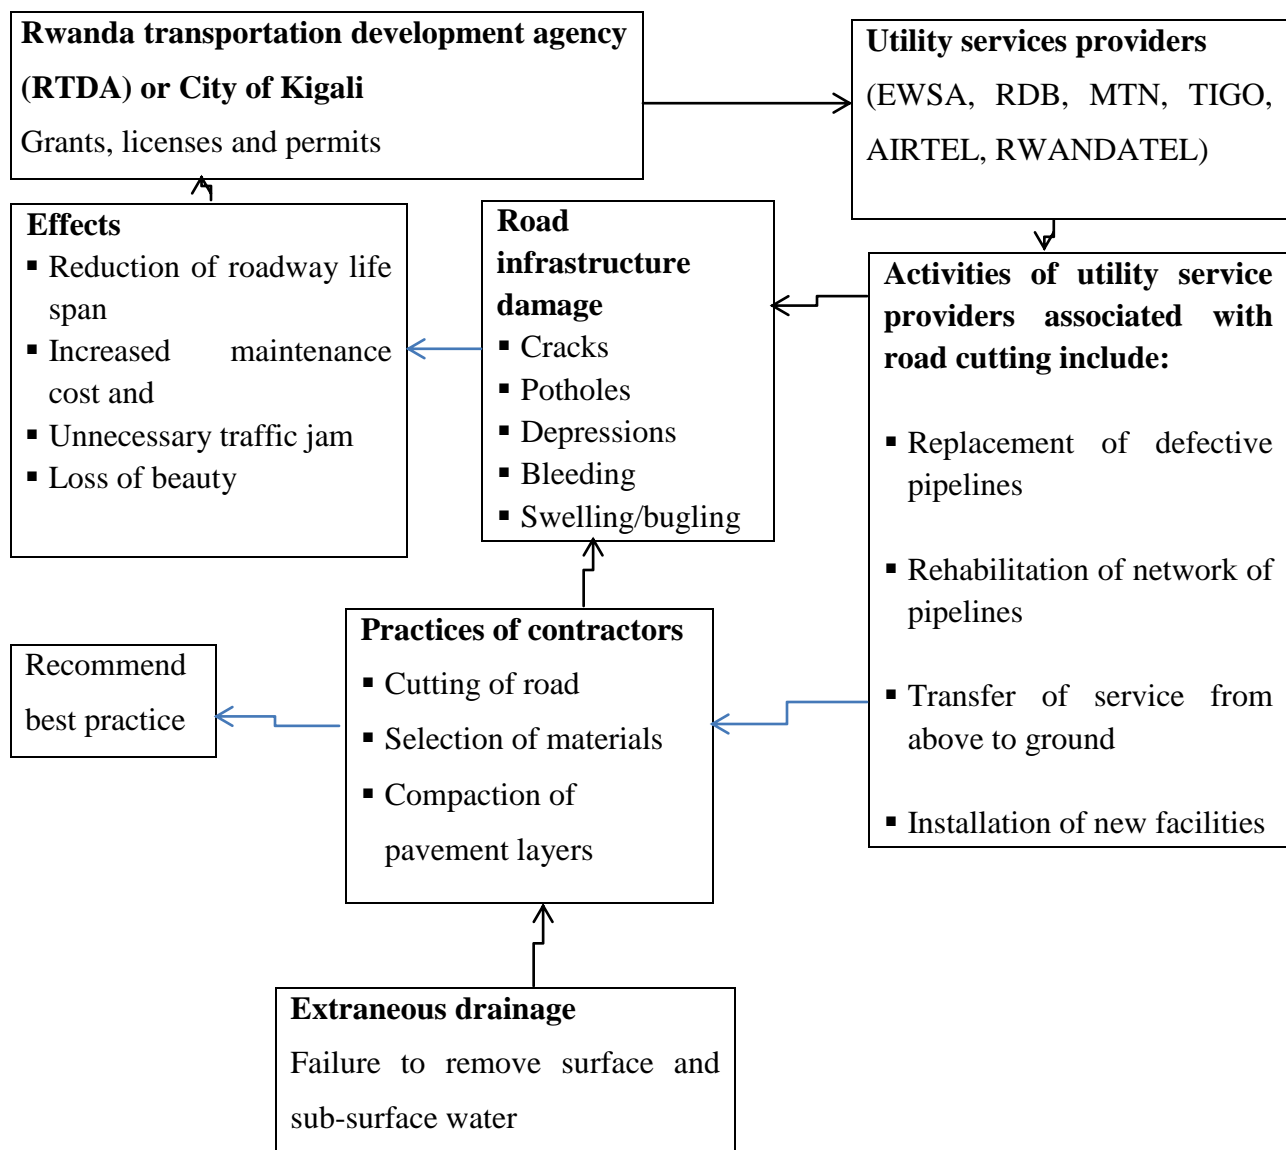 Rwanda transportation development agency
(RTDA) or City of Kigali
Grants, licenses and permits
Utility services providers
(EWSA, RDB, MTN, TIGO,
AIRTEL, RWANDATEL)
Effects
▪ Reduction of roadway life
span
▪ Increased maintenance
cost and
▪ Unnecessary traffic jam
▪ Loss of beauty
Road
infrastructure
damage
▪ Cracks
▪ Potholes
▪ Depressions
▪ Bleeding
▪ Swelling/bugling
Activities of utility service
providers associated with
road cutting include:
▪ Replacement of defective
pipelines
▪ Rehabilitation of network of
pipelines
▪ Transfer of service from
above to ground
▪ Installation of new facilities
Practices of contractors
▪ Cutting of road
▪ Selection of materials
▪ Compaction of
pavement layers
Recommend
best practice
Extraneous drainage
Failure to remove surface and
sub-surface water